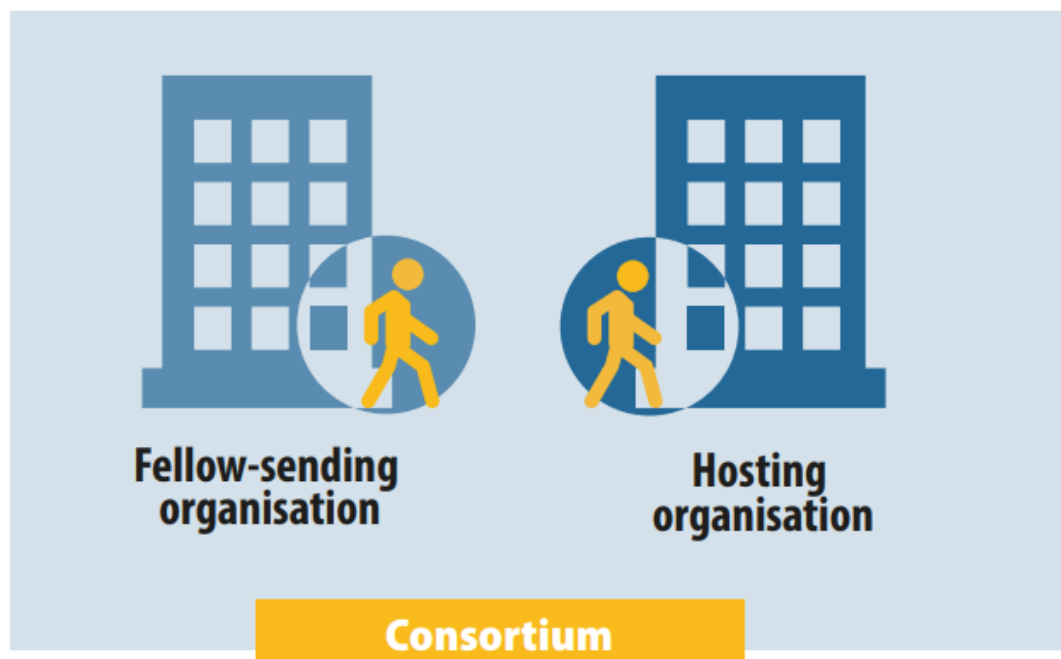 Fellow-sending
organisation
Hosting
organisation
Consortium